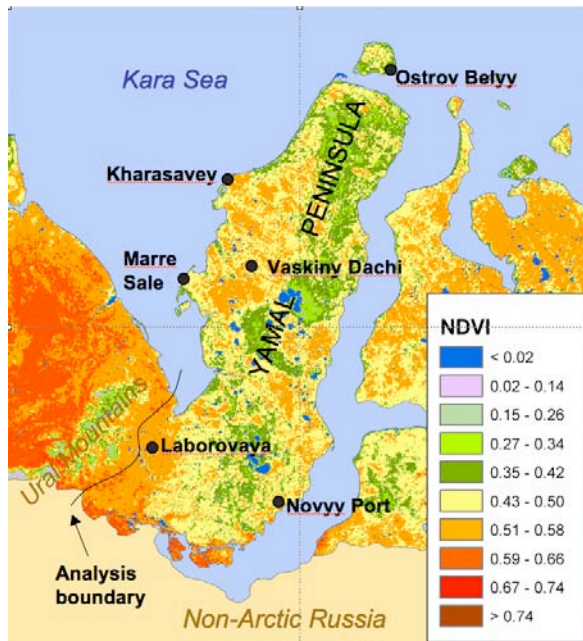 Kara Sea
Ostrov Belyy
Kharasavey
PENINSULA
Marre
Sale
Vaskiny Dachi
YAMAL
Ural Mountains
Laborovaya
Novyy Port
Analysis
boundary
Non-Arctic Russia
NDVI
< 0.02
0.02 - 0.14
0.15 - 0.26
0.27 - 0.34
0.35 - 0.42
0.43 - 0.50
0.51 - 0.58
0.59 - 0.66
0.67 - 0.74
> 0.74